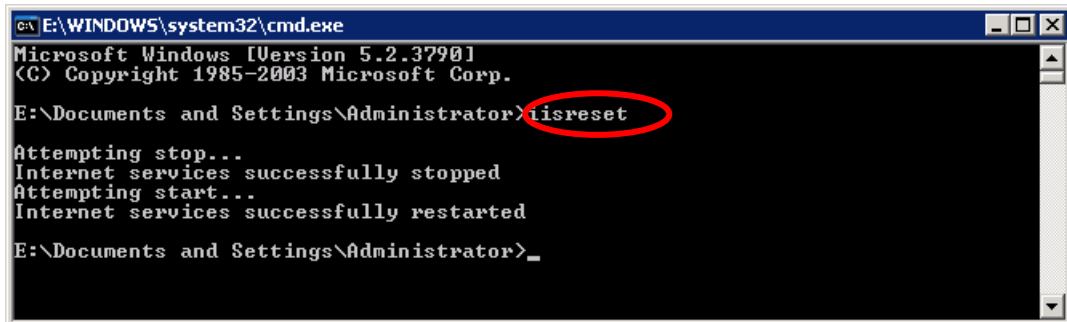 E:\WINDOWS\system32\cmd.exe
Microsoft Windows [Version 5.2.3790]
(C) Copyright 1985-2003 Microsoft Corp.
E:\Documents and Settings\Administrator>iisreset
Attempting stop...
Internet services successfully stopped
Attempting start...
Internet services successfully restarted
E:\Documents and Settings\Administrator>_